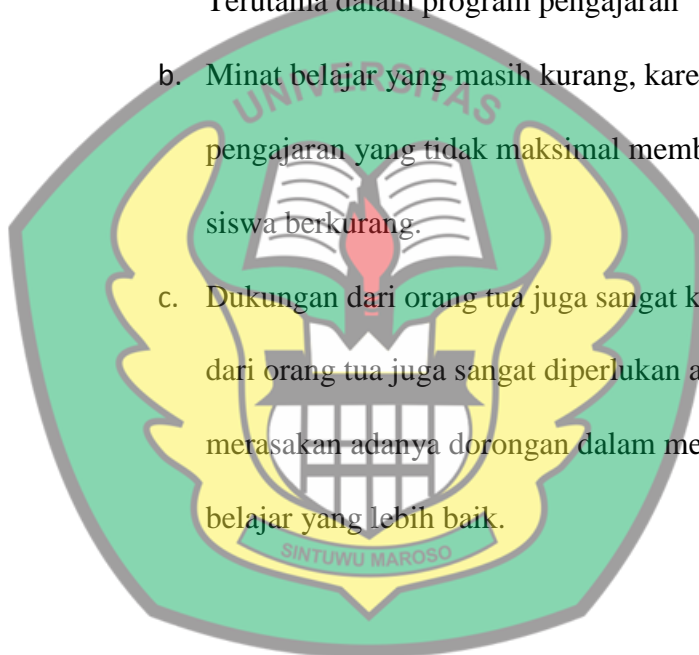 Terutama dalam program pengajaran
b. Minat belajar yang masih kurang, kare
UNIVERSITAS
pengajaran yang tidak maksimal memb
siswa berkurang.
c. Dukungan dari orang tua juga sangat k
dari orang tua juga sangat diperlukan a
merasakan adanya dorongan dalam me
belajar yang lebih baik.
SINTUWU MAROSO